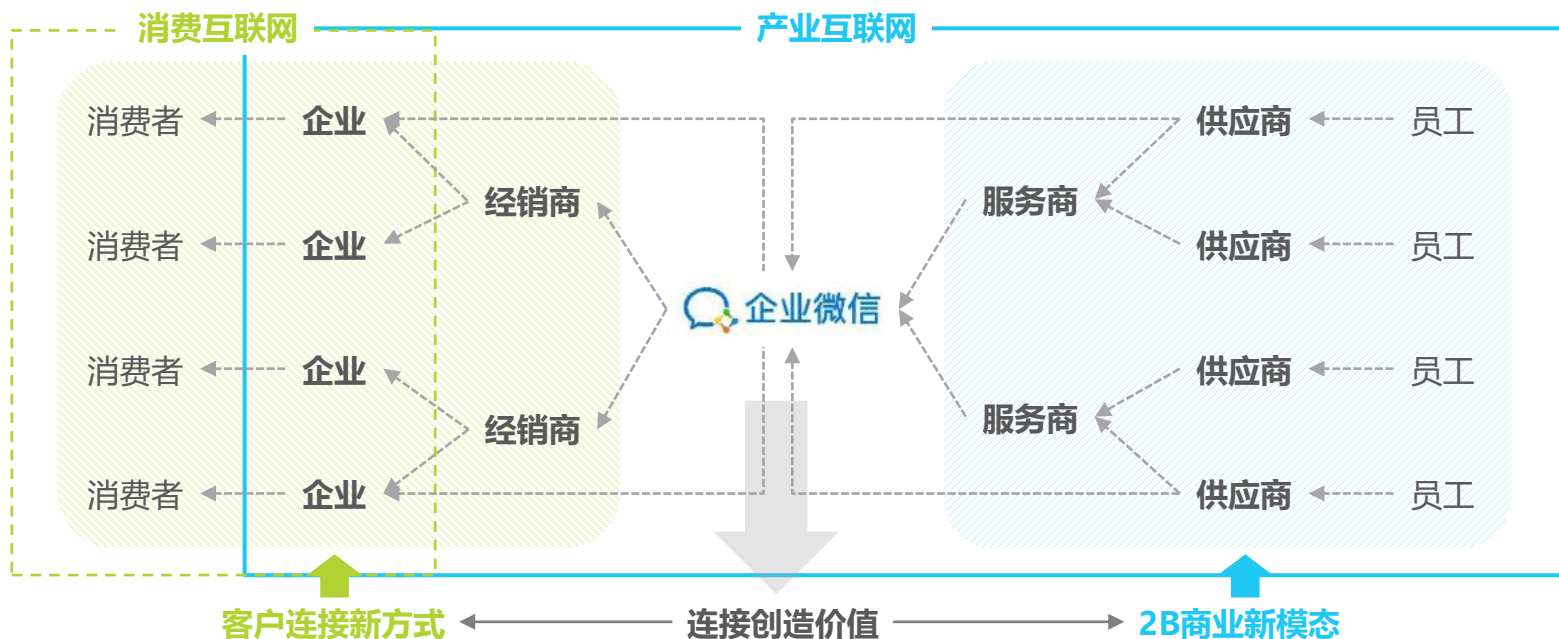 消费互联网 产业互联网
消费者 企业 供应商 员工
经销商 服务商
消费者 企业 供应商 员工
企业微信
消费者 企业 供应商 员工
经销商 服务商
消费者 企业 供应商 员工
客户连接新方式 连接创造价值 2B商业新模态